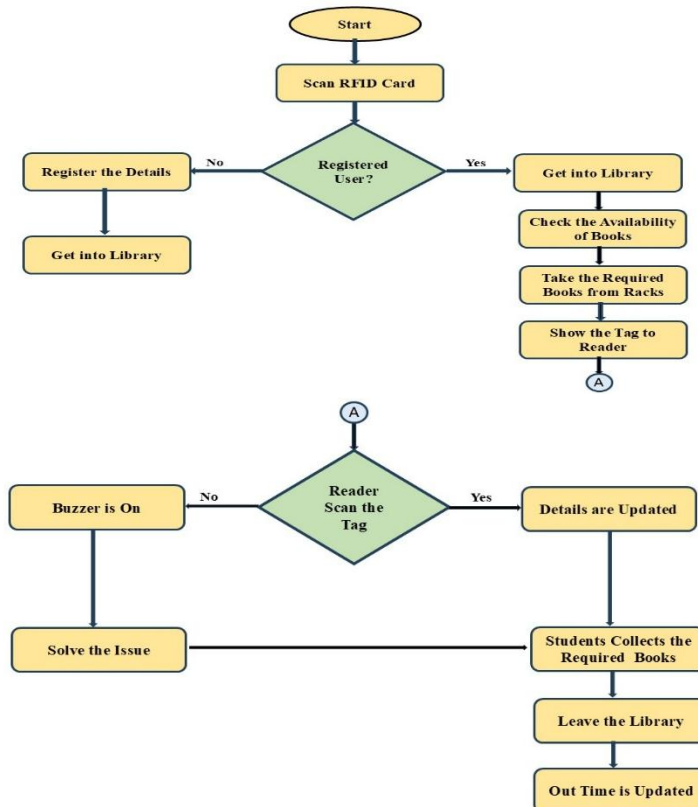 Start
Scan RFID Card
Registered
User?
No
Yes
Register the Details
Get into Library
Get into Library
Check the Availability
of Books
Take the Required
Books from Racks
Show the Tag to
Reader
A
A
Reader
Scan the
Tag
No
Yes
Buzzer is On
Details are Updated
Solve the Issue
Students Collects the
Required Books
Leave the Library
Out Time is Updated